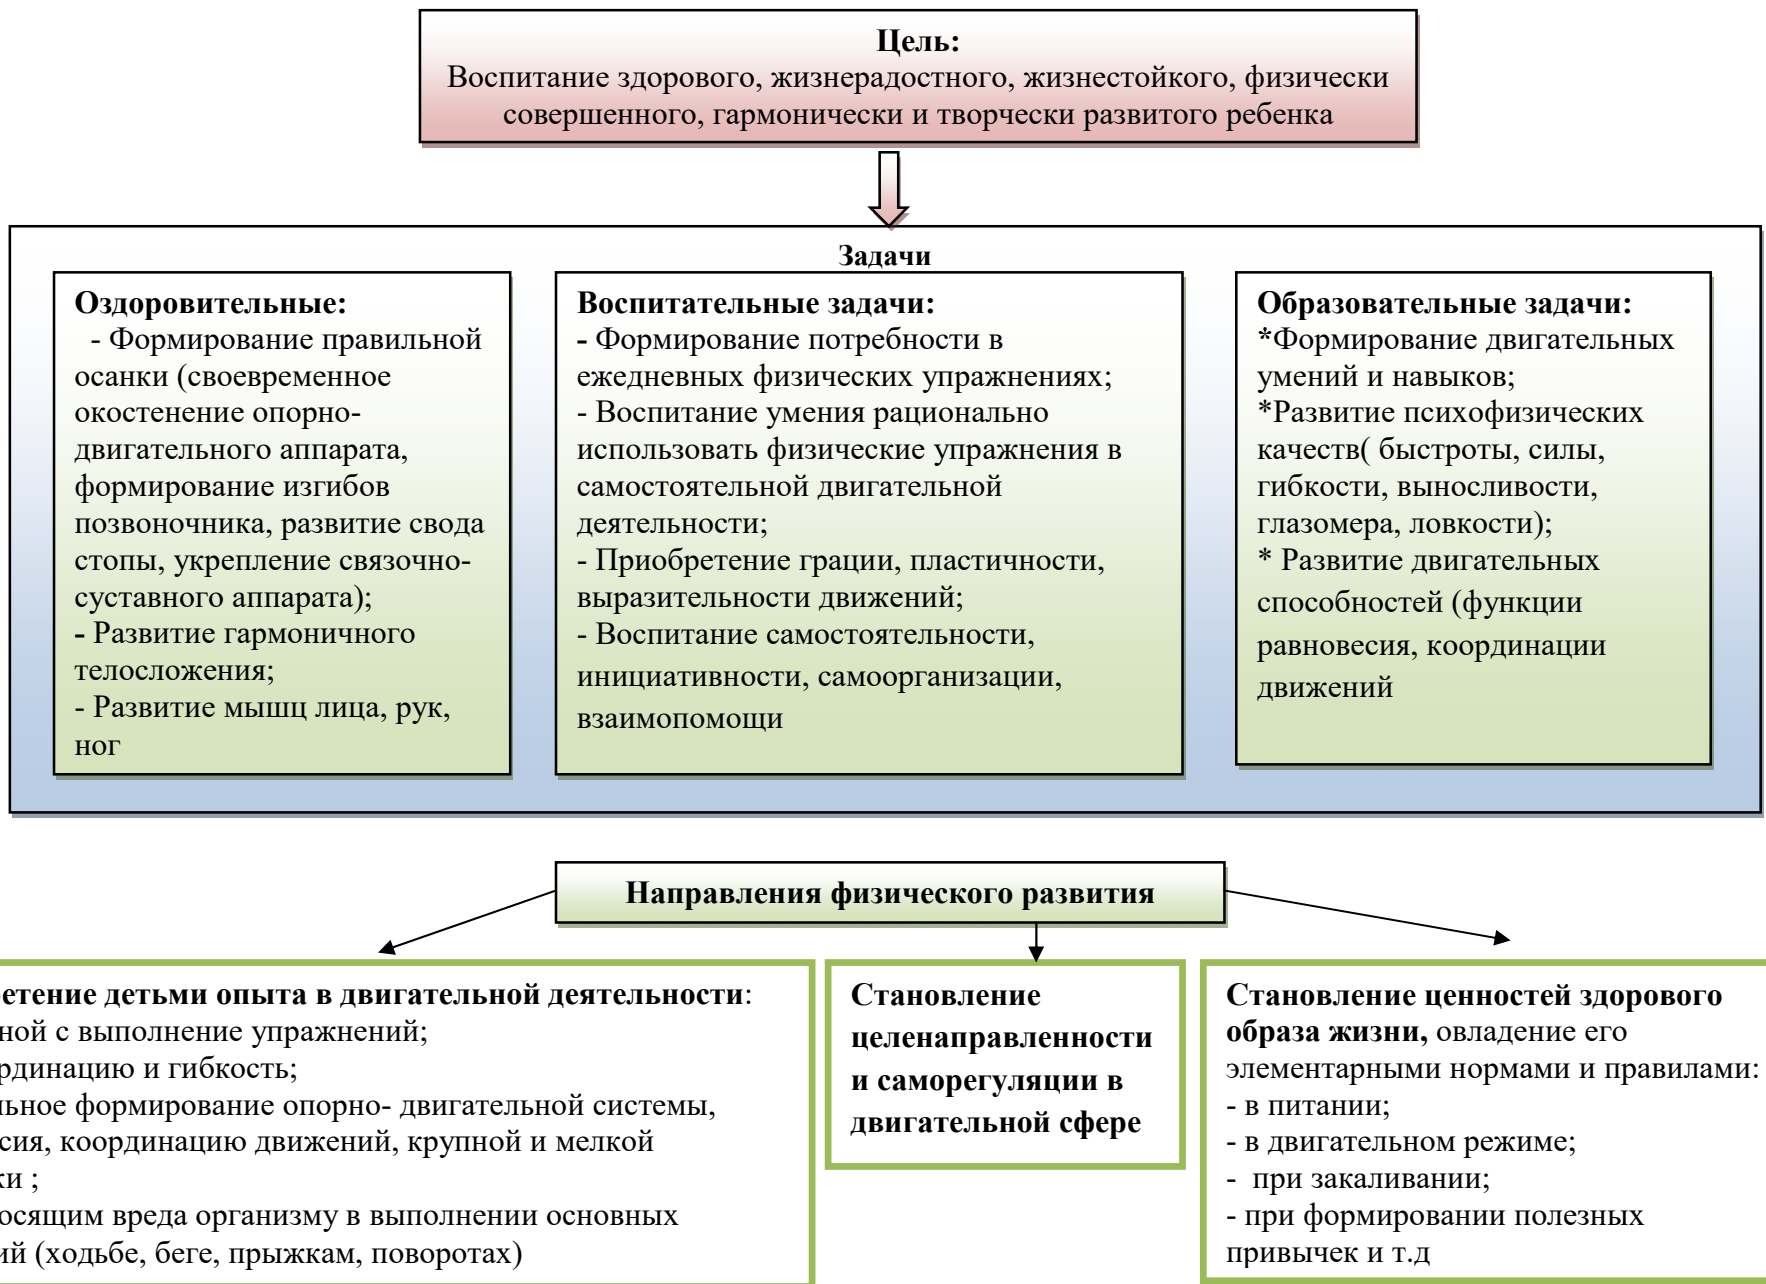 Цель:
Воспитание здорового, жизнерадостного, жизнестойкого, физически
совершенного, гармонически и творчески развитого ребенка
Задачи
Оздоровительные:
- Формирование правильной
осанки (своевременное
окостенение опорно-
двигательного аппарата,
формирование изгибов
позвоночника, развитие свода
стопы, укрепление связочно-
суставного аппарата);
- Развитие гармоничного
телосложения;
- Развитие мышц лица, рук,
ног
Воспитательные задачи:
- Формирование потребности в
ежедневных физических упражнениях;
- Воспитание умения рационально
использовать физические упражнения в
самостоятельной двигательной
деятельности;
- Приобретение грации, пластичности,
выразительности движений;
- Воспитание самостоятельности,
инициативности, самоорганизации,
взаимопомощи
Образовательные задачи:
*Формирование двигательных
умений и навыков;
*Развитие психофизических
качеств( быстроты, силы,
гибкости, выносливости,
глазомера, ловкости);
* Развитие двигательных
способностей (функции
равновесия, координации
движений
Направления физического развития
етение детьми опыта в двигательной деятельности:
ной с выполнение упражнений;
рдинацию и гибкость;
льное формирование опорно- двигательной системы,
сия, координацию движений, крупной и мелкой
ки ;
осящим вреда организму в выполнении основных
ий (ходьбе, беге, прыжкам, поворотах)
Становление
целенаправленности
и саморегуляции в
двигательной сфере
Становление ценностей здорового
образа жизни, овладение его
элементарными нормами и правилами:
- в питании;
- в двигательном режиме;
- при закаливании;
- при формировании полезных
привычек и т.д